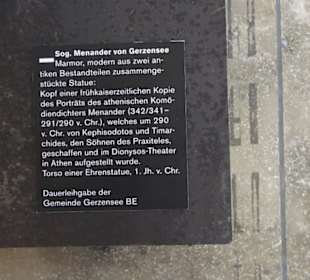 Sog. Menander von Gerzensee
Marmor, modern aus zwei an-
tiken Bestandteilen zusammenge-
stückte Statue:
Kopf einer frühkaiserzeitlichen Kopie
des Porträts des athenischen Komö-
diendichters Menander (342/341–
291/290 v. Chr.), welches um 290
v. Chr. von Kephisodotos und Timar-
chides, den Söhnen des Praxiteles,
geschaffen und im Dionysos-Theater
in Athen aufgestellt wurde.
Torso einer Ehrenstatue, 1. Jh. v. Chr.
Dauerleihgabe der
Gemeinde Gerzensee BE